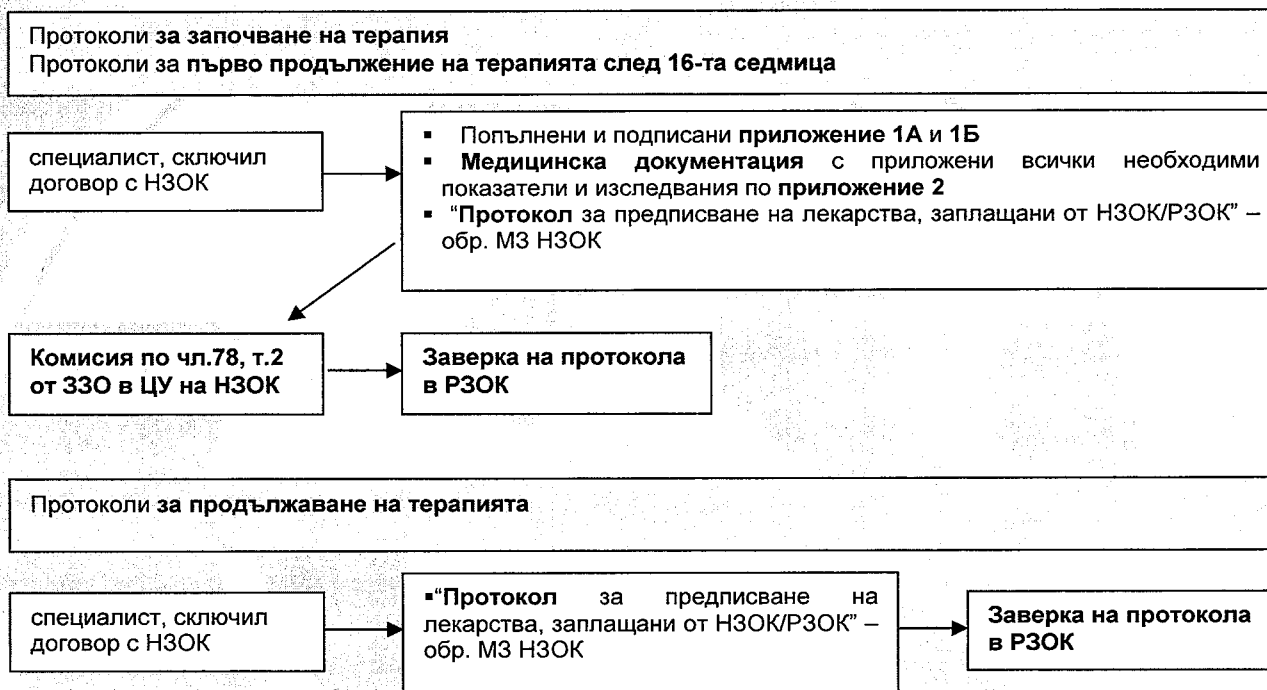 Протоколи за започване на терапия
Протоколи за първо продължение на терапията след 16-та седмица
специалист, сключил
договор с НЗОК
▪ Попълнени и подписани приложение 1А и 1Б
▪ Медицинска документация с приложени всички необходими
показатели и изследвания по приложение 2
▪ “Протокол за предписване на лекарства, заплащани от НЗОК/РЗОК” –
обр. МЗ НЗОК
Комисия по чл.78, т.2
от ЗЗО в ЦУ на НЗОК
Заверка на протокола
в РЗОК
Протоколи за продължаване на терапията
специалист, сключил
договор с НЗОК
▪“Протокол за предписване на
лекарства, заплащани от НЗОК/РЗОК” –
обр. МЗ НЗОК
Заверка на протокола
в РЗОК